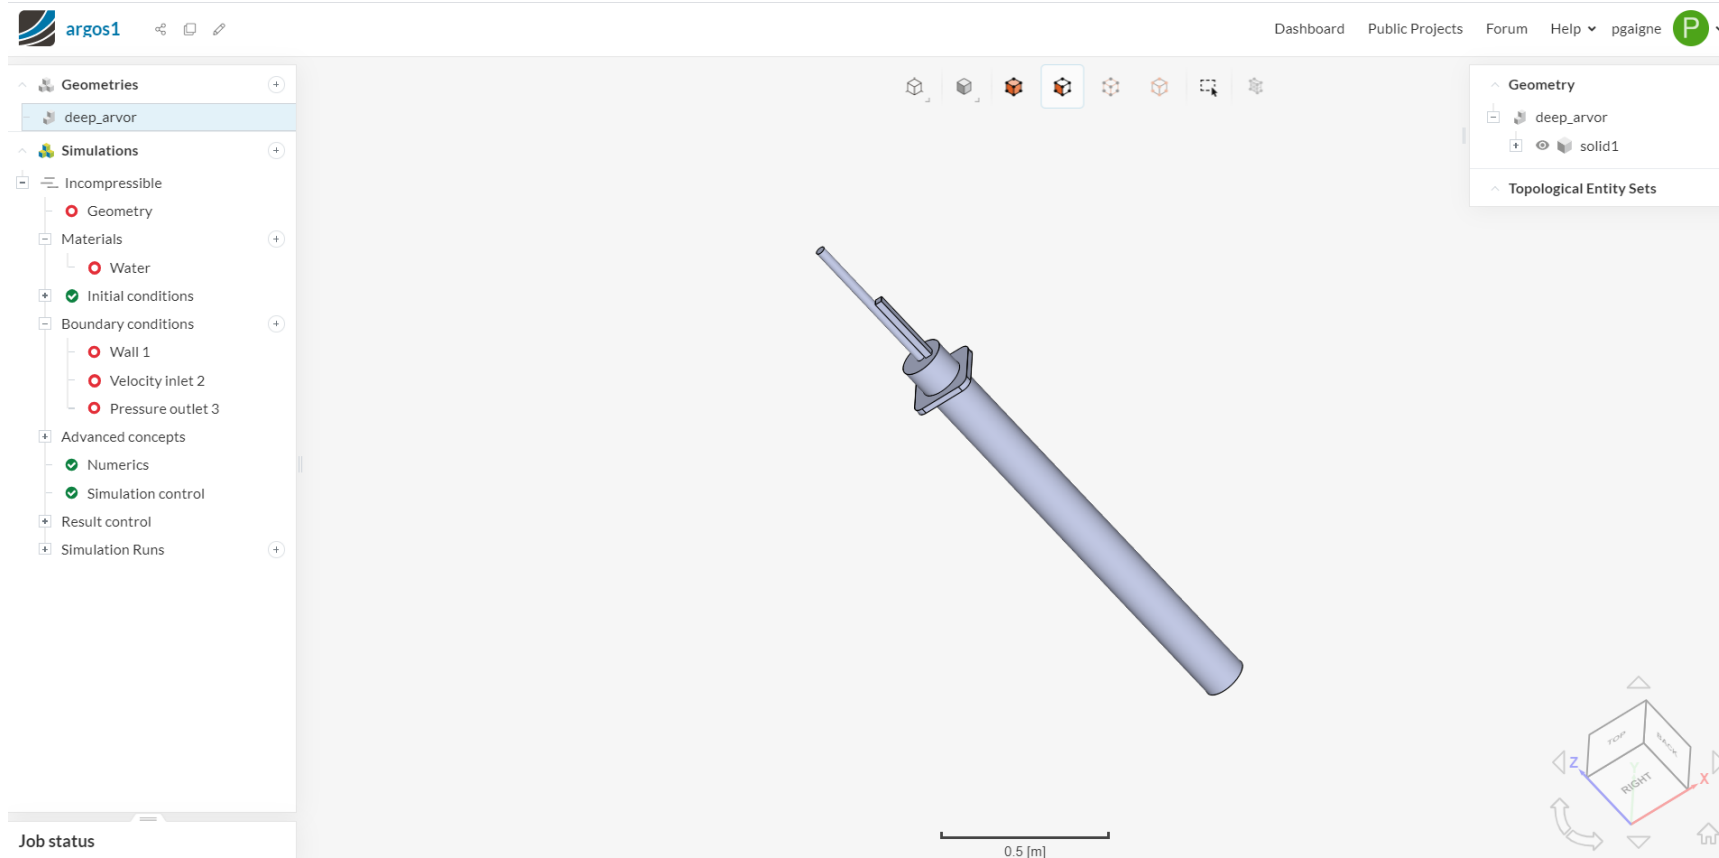 argos1
Dashboard Public Projects Forum Help pgaigne P
Geometries
deep_arvor
Simulations
Incompressible
Geometry
Materials
Water
Initial conditions
Boundary conditions
Wall 1
Velocity inlet 2
Pressure outlet 3
Advanced concepts
Numerics
Simulation control
Result control
Simulation Runs
Job status
Geometry
deep_arvor
solid1
Topological Entity Sets
0.5 [m]
TOP
BACK
RIGHT
Z
Y
X